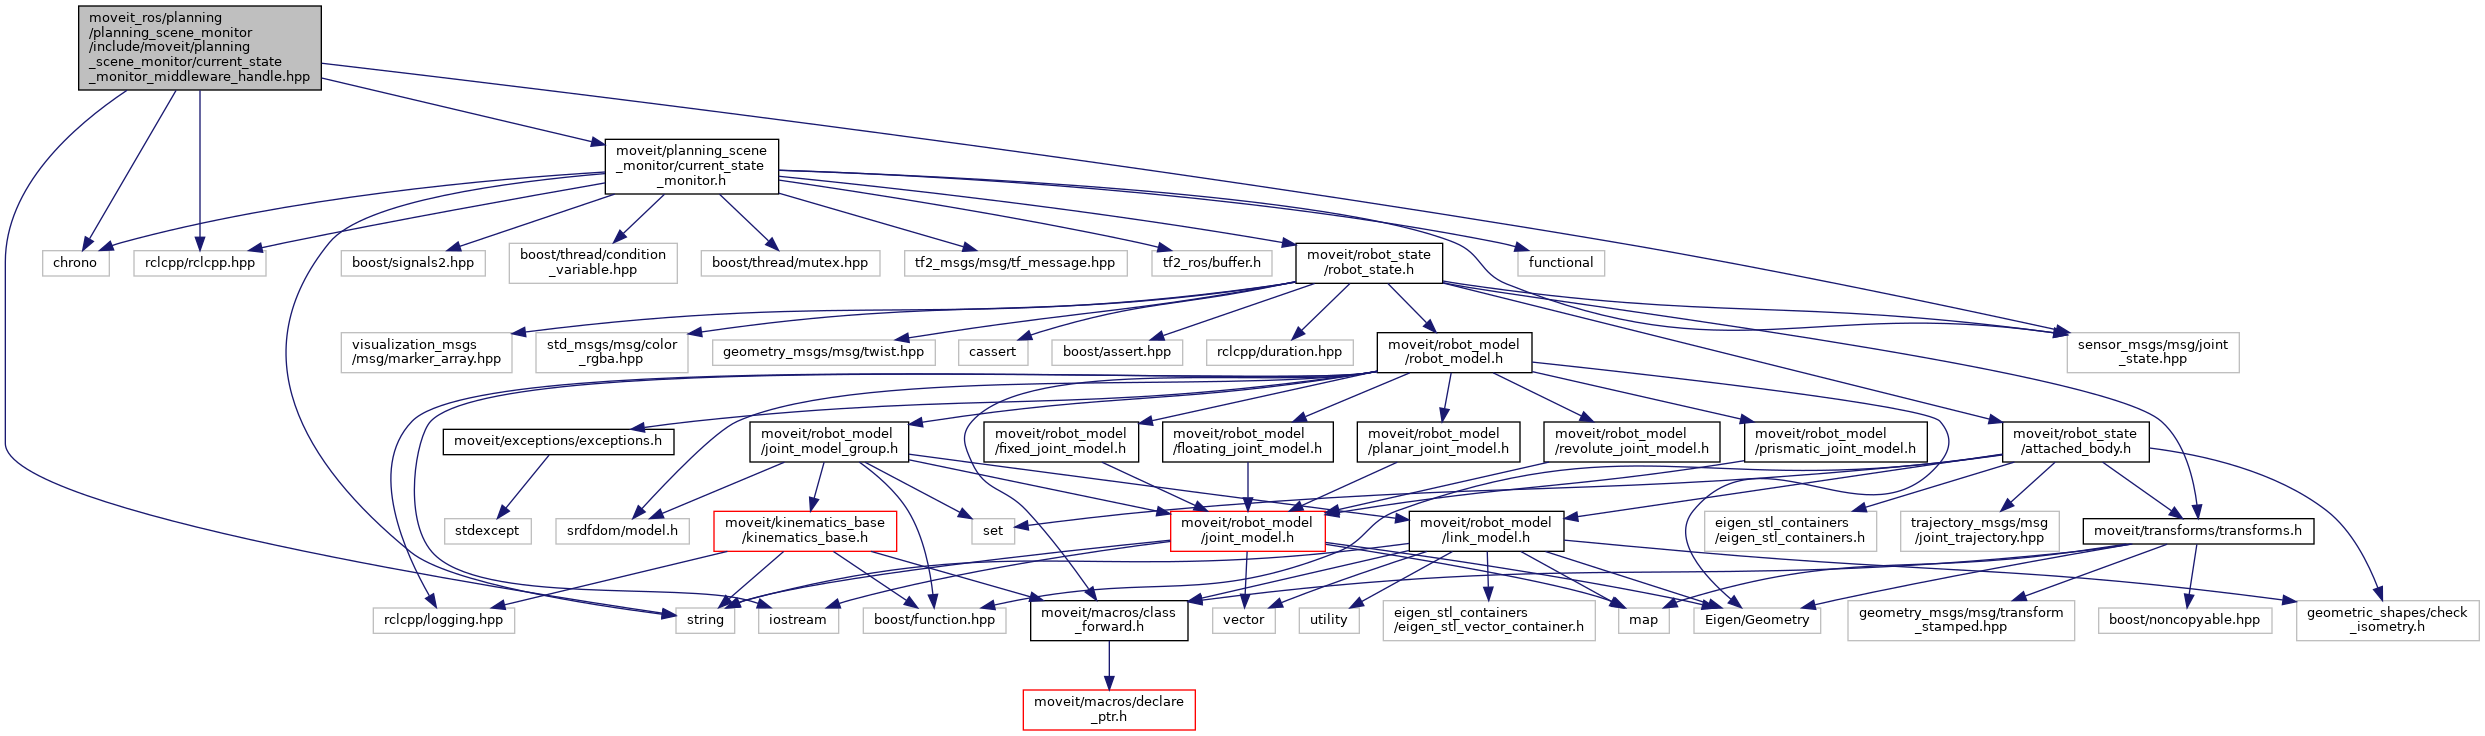 moveit_ros/planning
/planning_scene_monitor
/include/moveit/planning
_scene_monitor/current_state
_monitor_middleware_handle.hpp
moveit/planning_scene
_monitor/current_state
_monitor.h
chrono
rclcpp/rclcpp.hpp
boost/signals2.hpp
boost/thread/condition
_variable.hpp
boost/thread/mutex.hpp
tf2_msgs/msg/tf_message.hpp
tf2_ros/buffer.h
moveit/robot_state
/robot_state.h
functional
visualization_msgs
/msg/marker_array.hpp
std_msgs/msg/color
_rgba.hpp
geometry_msgs/msg/twist.hpp
cassert
boost/assert.hpp
rclcpp/duration.hpp
moveit/robot_model
/robot_model.h
sensor_msgs/msg/joint
_state.hpp
moveit/exceptions/exceptions.h
moveit/robot_model
/joint_model_group.h
moveit/robot_model
/fixed_joint_model.h
moveit/robot_model
/floating_joint_model.h
moveit/robot_model
/planar_joint_model.h
moveit/robot_model
/revolute_joint_model.h
moveit/robot_model
/prismatic_joint_model.h
moveit/robot_state
/attached_body.h
stdexcept
srdfdom/model.h
moveit/kinematics_base
/kinematics_base.h
set
moveit/robot_model
/joint_model.h
moveit/robot_model
/link_model.h
eigen_stl_containers
/eigen_stl_containers.h
trajectory_msgs/msg
/joint_trajectory.hpp
moveit/transforms/transforms.h
rclcpp/logging.hpp
string
iostream
boost/function.hpp
moveit/macros/class
_forward.h
vector
utility
eigen_stl_containers
/eigen_stl_vector_container.h
map
Eigen/Geometry
geometry_msgs/msg/transform
_stamped.hpp
boost/noncopyable.hpp
geometric_shapes/check
_isometry.h
moveit/macros/declare
_ptr.h